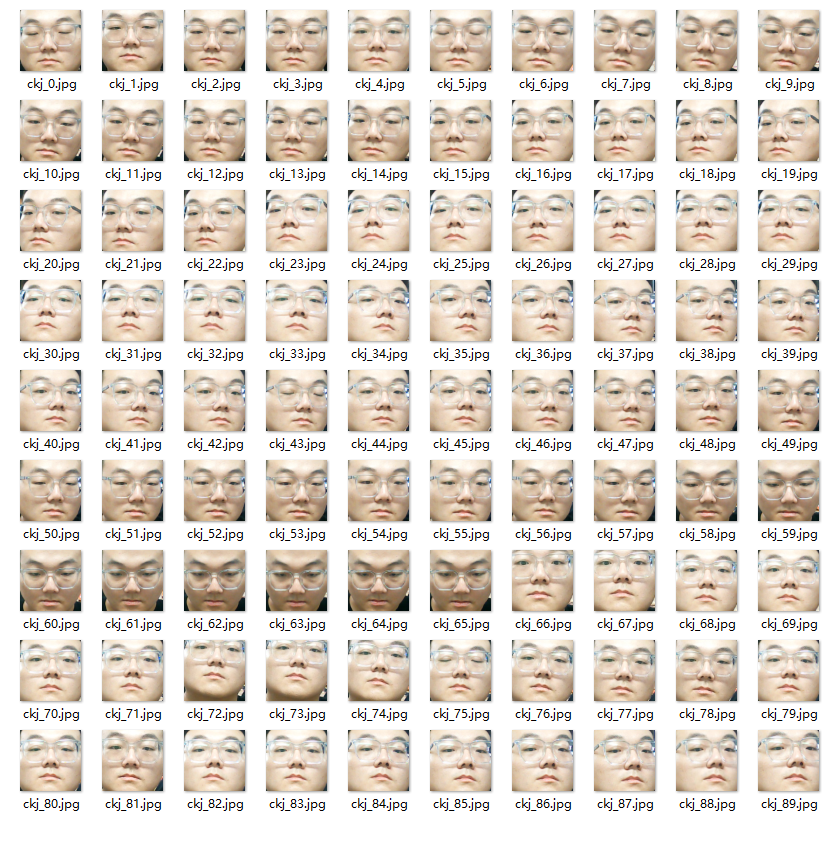 ckj_0.jpg ckj_1.jpg ckj_2.jpg ckj_3.jpg ckj_4.jpg ckj_5.jpg ckj_6.jpg ckj_7.jpg ckj_8.jpg ckj_9.jpg
ckj_10.jpg ckj_11.jpg ckj_12.jpg ckj_13.jpg ckj_14.jpg ckj_15.jpg ckj_16.jpg ckj_17.jpg ckj_18.jpg ckj_19.jpg
ckj_20.jpg ckj_21.jpg ckj_22.jpg ckj_23.jpg ckj_24.jpg ckj_25.jpg ckj_26.jpg ckj_27.jpg ckj_28.jpg ckj_29.jpg
ckj_30.jpg ckj_31.jpg ckj_32.jpg ckj_33.jpg ckj_34.jpg ckj_35.jpg ckj_36.jpg ckj_37.jpg ckj_38.jpg ckj_39.jpg
ckj_40.jpg ckj_41.jpg ckj_42.jpg ckj_43.jpg ckj_44.jpg ckj_45.jpg ckj_46.jpg ckj_47.jpg ckj_48.jpg ckj_49.jpg
ckj_50.jpg ckj_51.jpg ckj_52.jpg ckj_53.jpg ckj_54.jpg ckj_55.jpg ckj_56.jpg ckj_57.jpg ckj_58.jpg ckj_59.jpg
ckj_60.jpg ckj_61.jpg ckj_62.jpg ckj_63.jpg ckj_64.jpg ckj_65.jpg ckj_66.jpg ckj_67.jpg ckj_68.jpg ckj_69.jpg
ckj_70.jpg ckj_71.jpg ckj_72.jpg ckj_73.jpg ckj_74.jpg ckj_75.jpg ckj_76.jpg ckj_77.jpg ckj_78.jpg ckj_79.jpg
ckj_80.jpg ckj_81.jpg ckj_82.jpg ckj_83.jpg ckj_84.jpg ckj_85.jpg ckj_86.jpg ckj_87.jpg ckj_88.jpg ckj_89.jpg